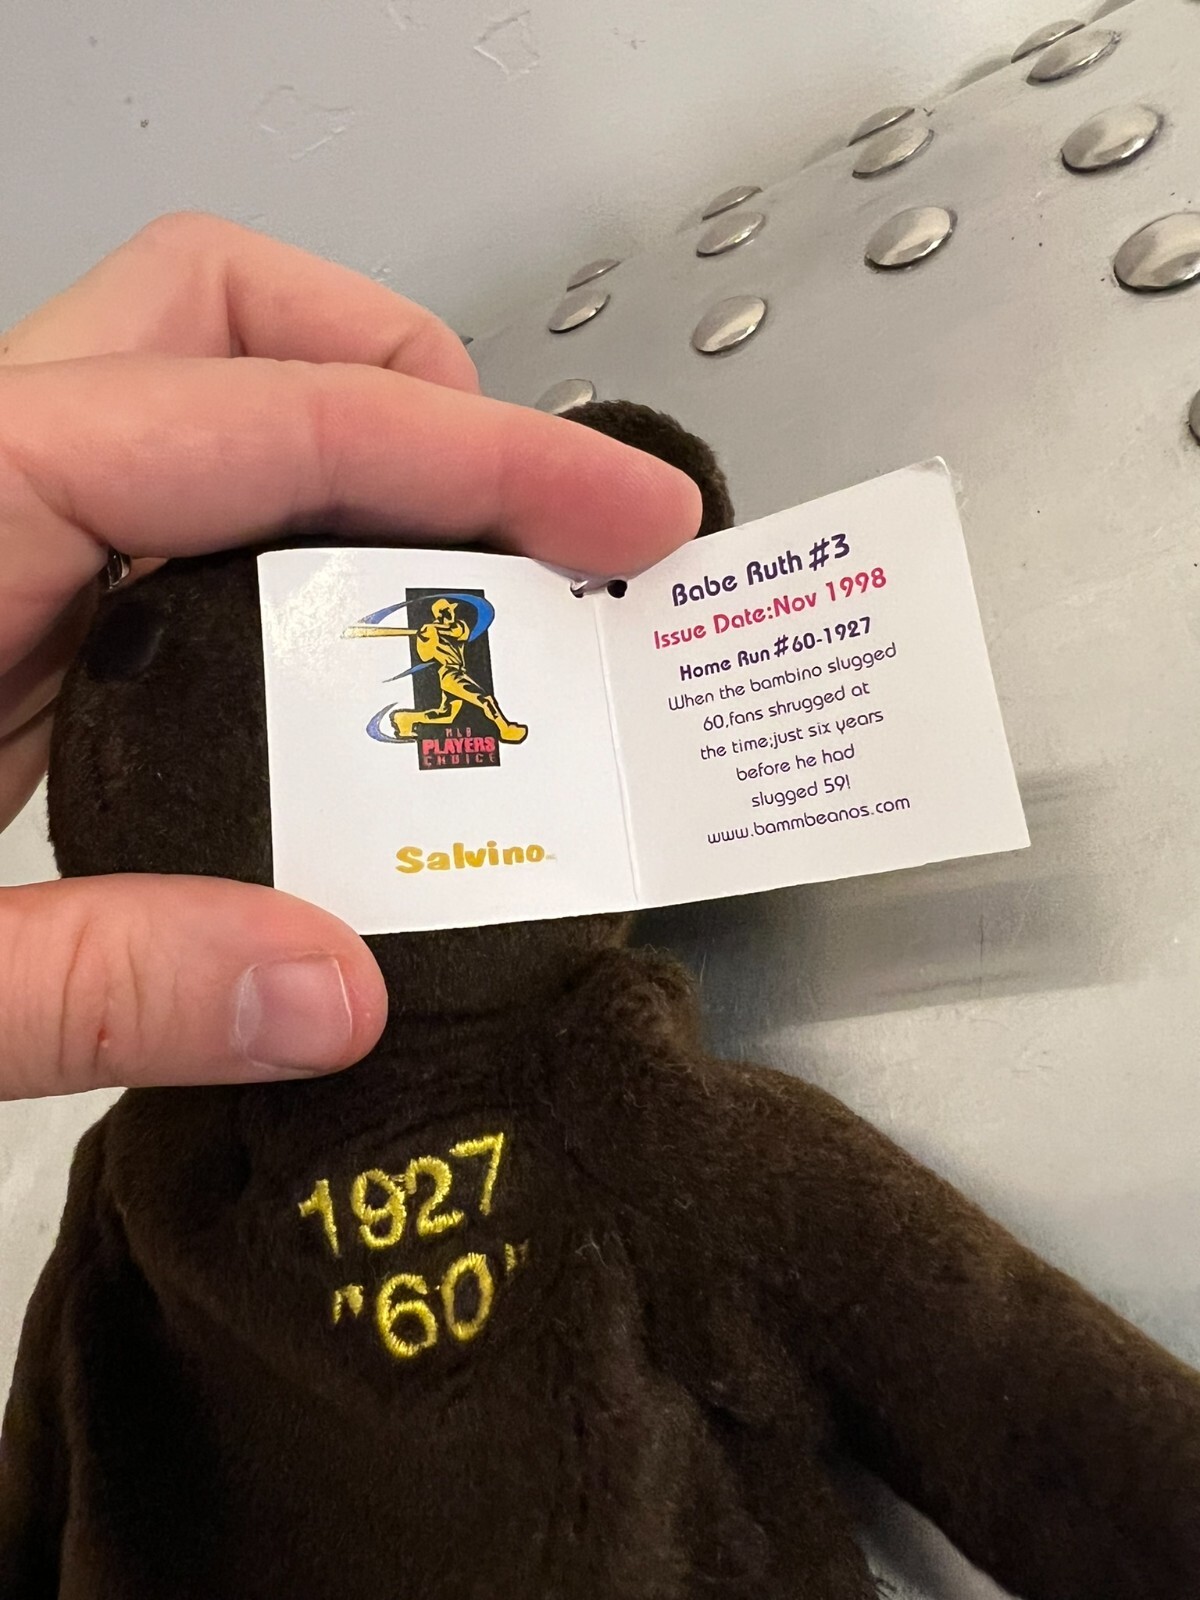 MLB
PLAYERS
CHOICE
Salvino
Babe Ruth #3
Issue Date:Nov 1998
Home Run #60-1927
When the bambino slugged
60,fans shrugged at
the time;just six years
before he had
slugged 59!
www.bammbeanos.com
1927
"60"